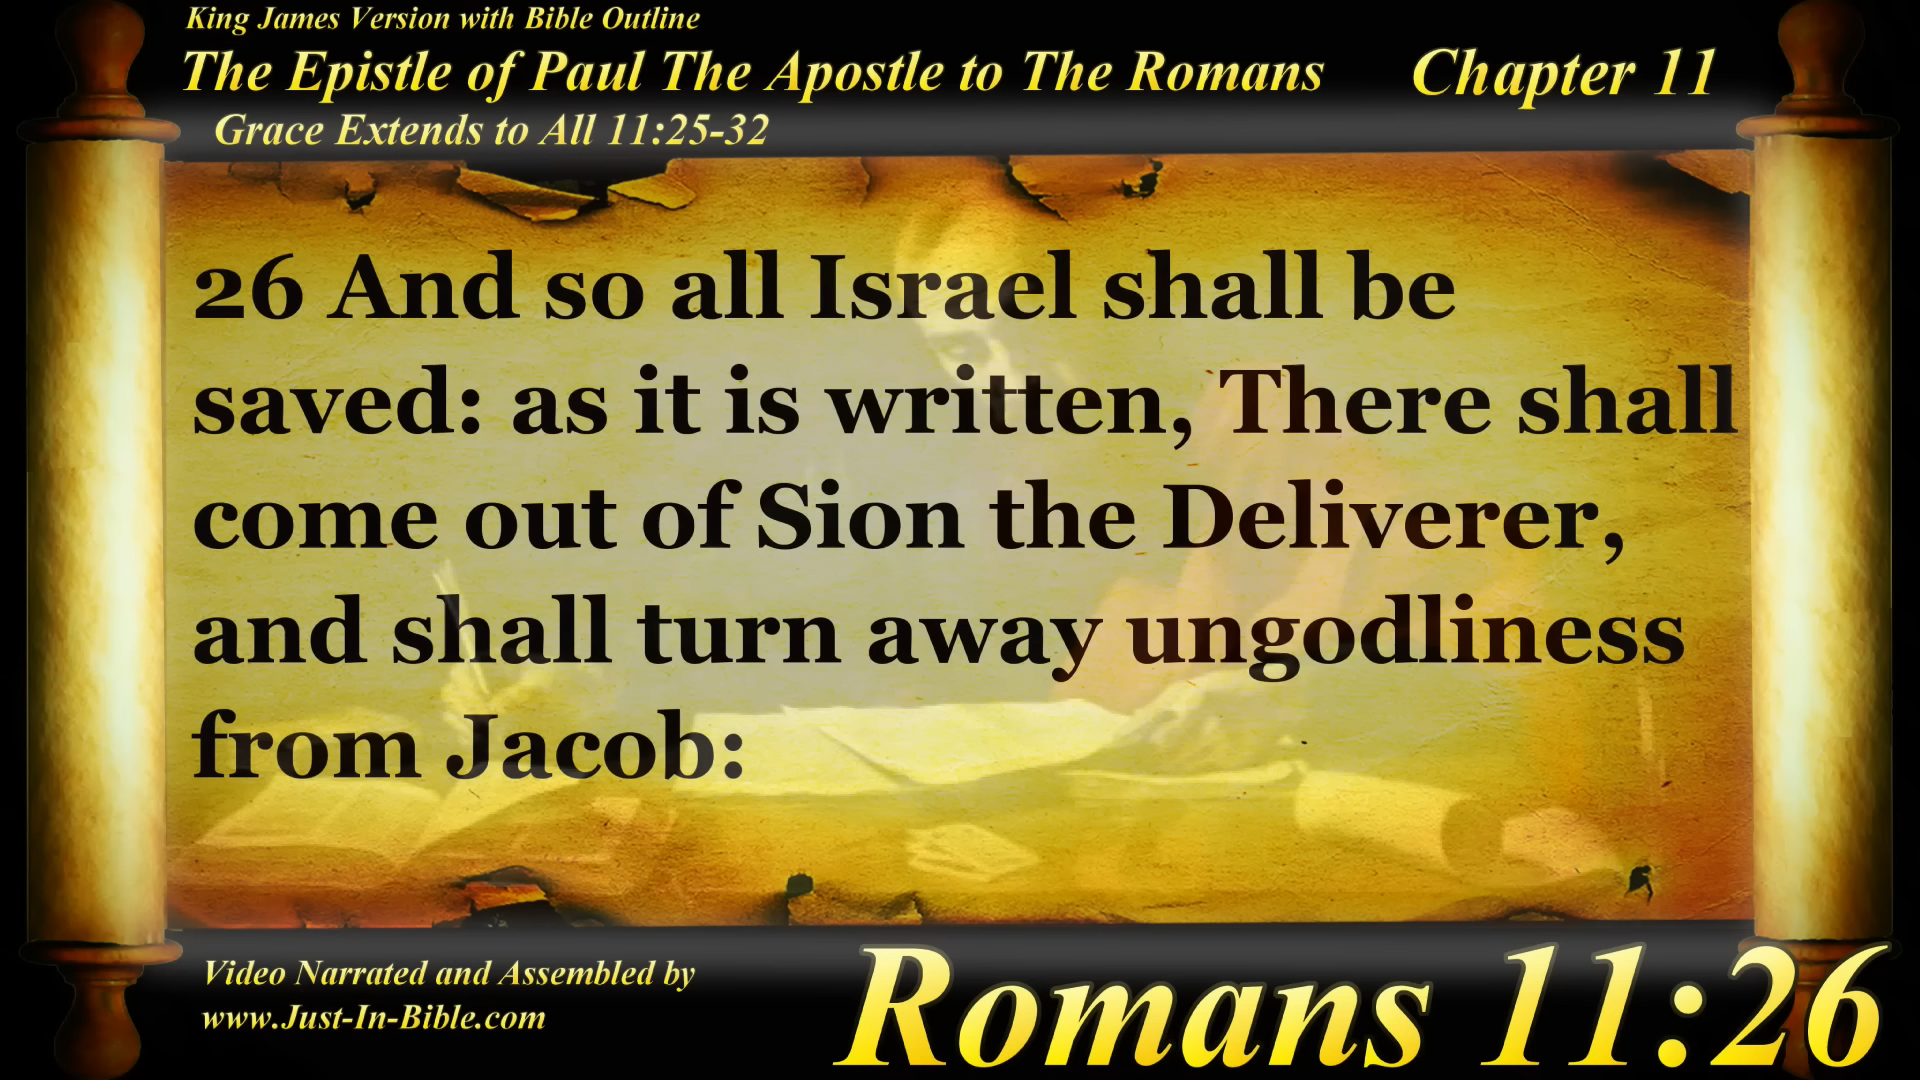 King James Version with Bible Outline
The Epistle of Paul The Apostle to The Romans Chapter 11
Grace Extends to All 11:25-32
26 And so all Israel shall be
saved: as it is written, There shall
come out of Sion the Deliverer,
and shall turn away ungodliness
from Jacob:
Video Narrated and Assembled by
www.Just-In-Bible.com
Romans 11:26